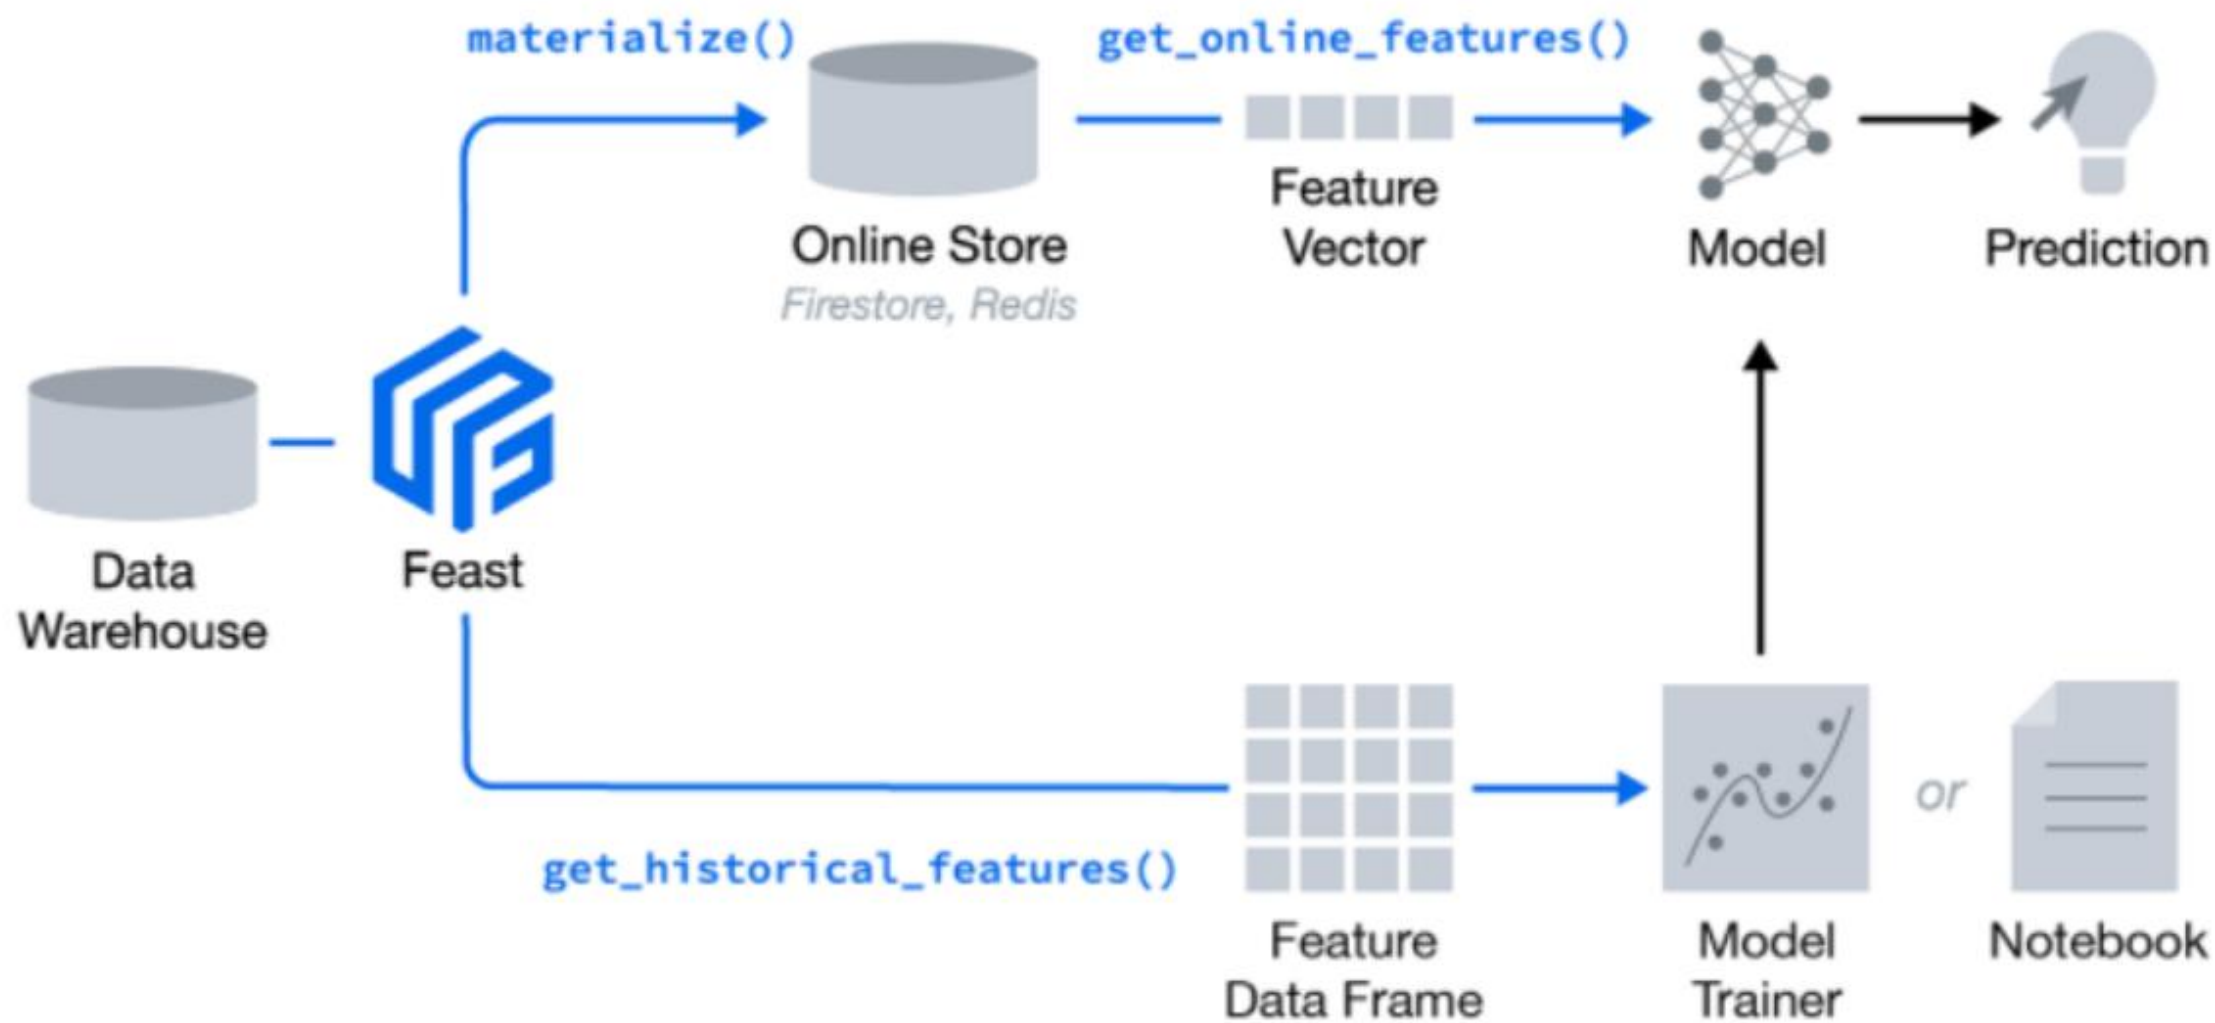 materialize()
get_online_features()
Feature
Vector
Online Store
Firestore, Redis
Model
Prediction
Data
Warehouse
Feast
get_historical_features()
or
Feature
Data Frame
Model
Trainer
Notebook